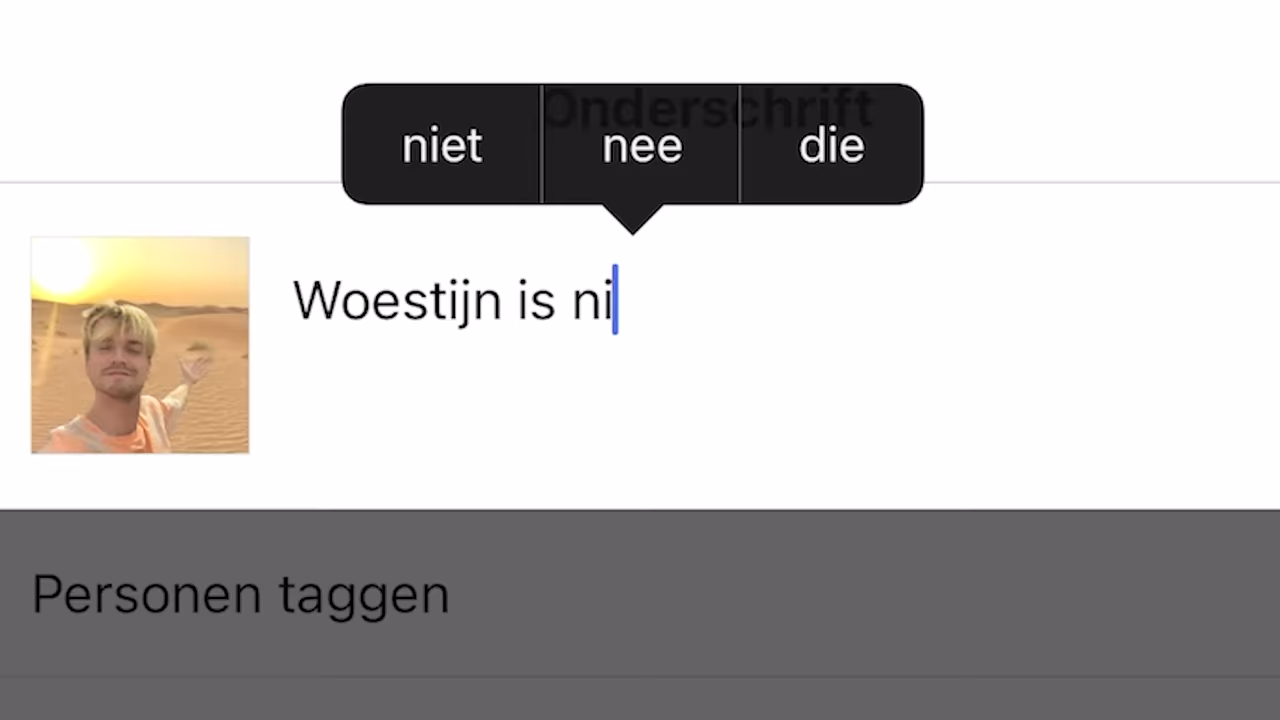 Onderschrift
niet nee die
Woestijn is ni
Personen taggen